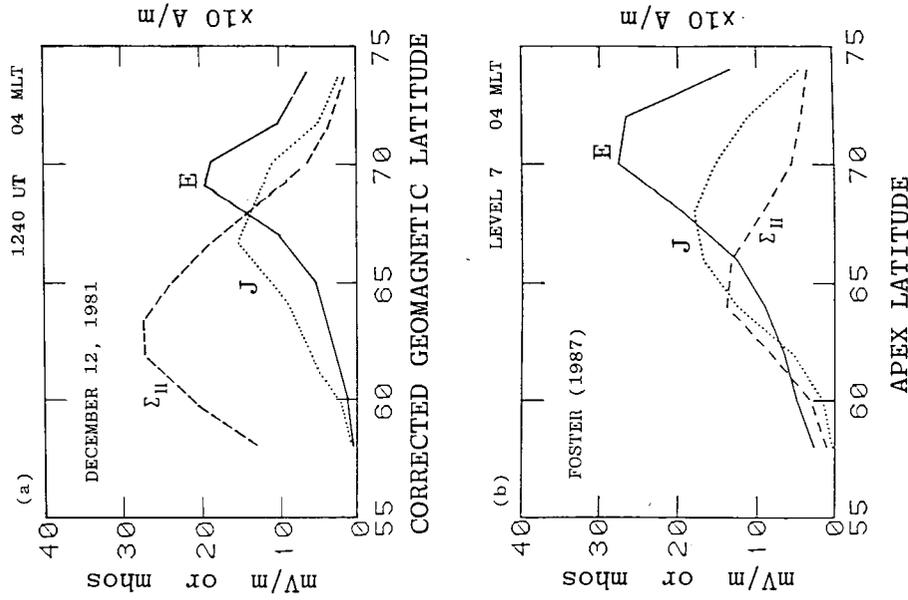 (a)
1240 UT 04 MLT
DECEMBER 12, 1981
40
30
20
10
0
mV/m or mhos
x10 A/m
Σ||
J
E
55
60
65
70
75
CORRECTED GEOMAGNETIC LATITUDE
(b)
LEVEL 7 04 MLT
FOSTER (1987)
40
30
20
10
0
mV/m or mhos
x10 A/m
E
J
Σ||
55
60
65
70
75
APEX LATITUDE